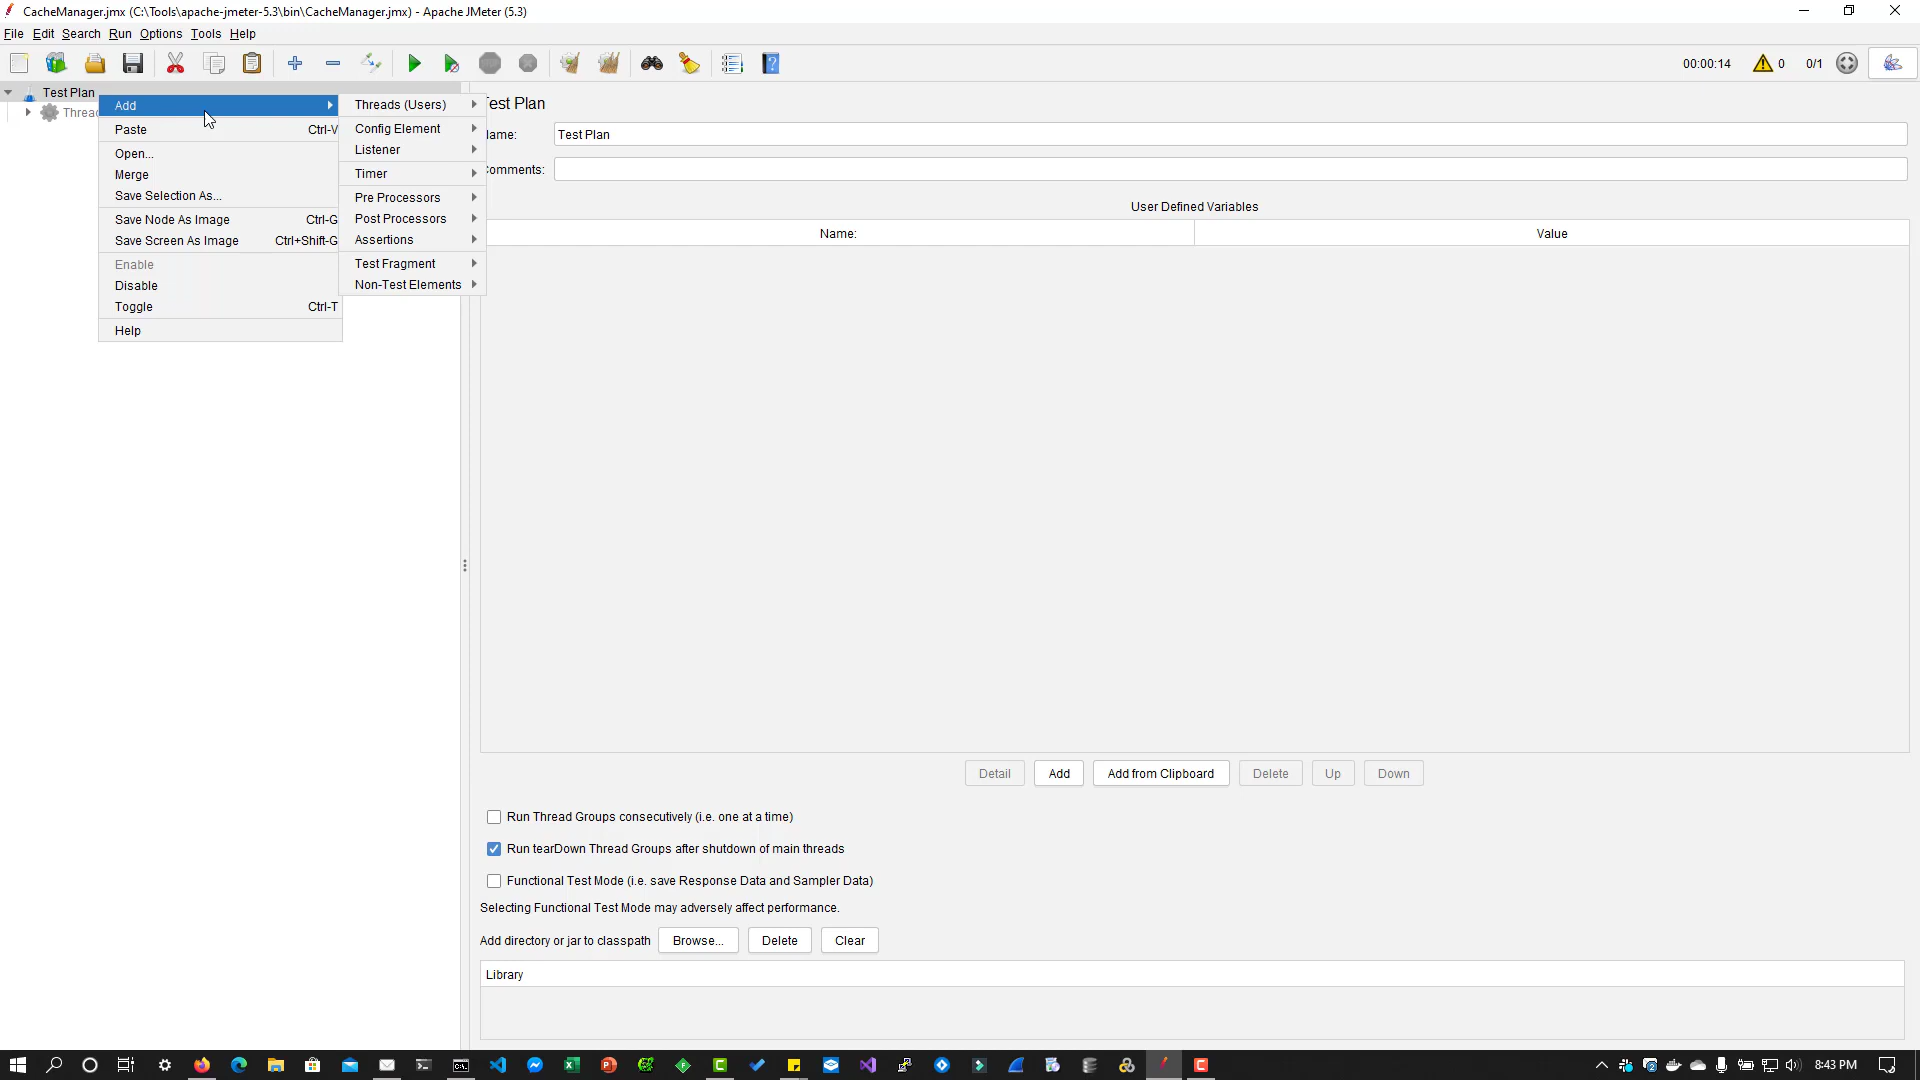 CacheManager.jmx (C:\Tools\apache-jmeter-5.3\bin\CacheManager.jmx) - Apache JMeter (5.3)
File Edit Search Run Options Tools Help
00:00:14 0 0/1
Test Plan
Threa
Add
Paste Ctrl-V
Open...
Merge
Save Selection As...
Save Node As Image Ctrl-G
Save Screen As Image Ctrl+Shift-G
Enable
Disable
Toggle Ctrl-T
Help
Threads (Users)
Config Element
Listener
Timer
Pre Processors
Post Processors
Assertions
Test Fragment
Non-Test Elements
Test Plan
Name: Test Plan
Comments:
User Defined Variables
Name: Value
Detail Add Add from Clipboard Delete Up Down
Run Thread Groups consecutively (i.e. one at a time)
Run tearDown Thread Groups after shutdown of main threads
Functional Test Mode (i.e. save Response Data and Sampler Data)
Selecting Functional Test Mode may adversely affect performance.
Add directory or jar to classpath Browse... Delete Clear
Library
8:43 PM